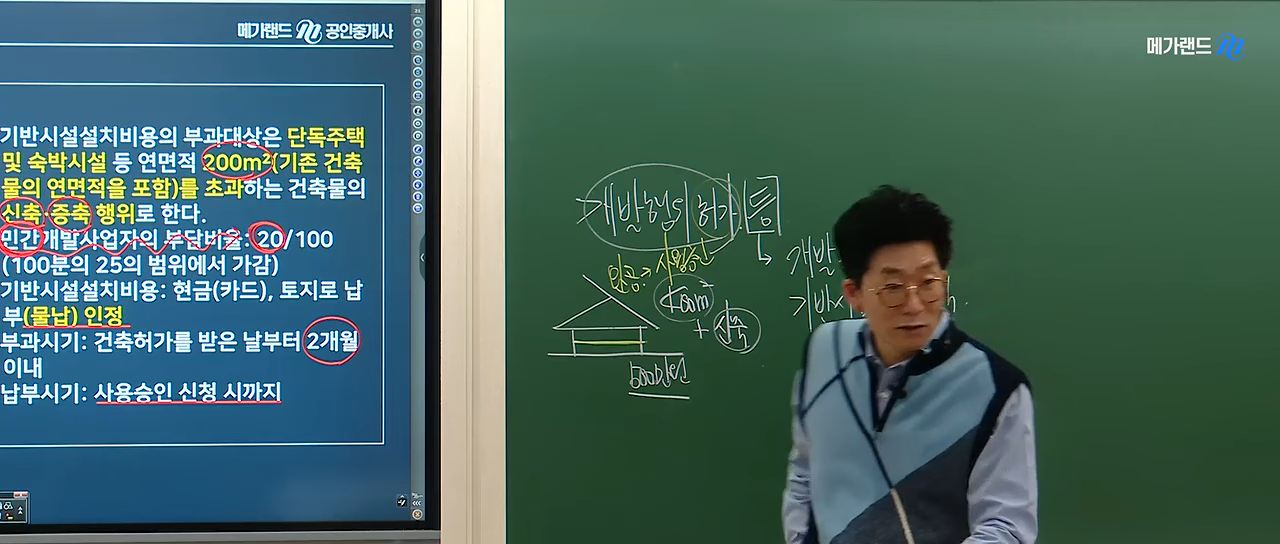 메가랜드 공인중개사
메가랜드
기반시설설치비용의 부과대상은 단독주택
및 숙박시설 등 연면적 200m²(기존 건축
물의 연면적을 포함)를 초과하는 건축물의
신축·증축 행위로 한다.
민간개발사업자의 부담비율: 20/100
(100분의 25의 범위에서 가감)
기반시설설치비용: 현금(카드), 토지로 납
부(물납) 인정
부과시기: 건축허가를 받은 날부터 2개월
이내
납부시기: 사용승인 신청 시까지
개발행위 허가 등
개발
기반시
+ 신축
5000만원